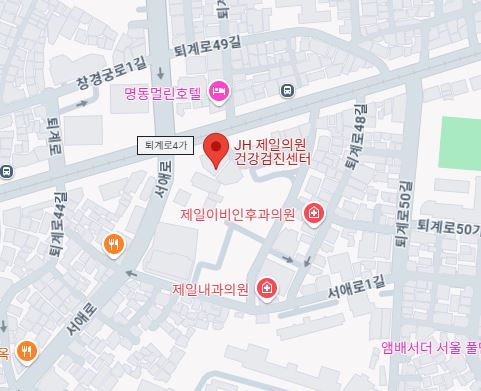 퇴계로49길
창경궁로1길
명동멀린호텔
퇴계로
퇴계로4가
JH 제일의원
건강검진센터
퇴계로48길
서애로
제일이비인후과의원
퇴계로44길
퇴계로50길
퇴계로50가
제일내과의원
서애로1길
서애로
옥
앰배서더 서울 풀만